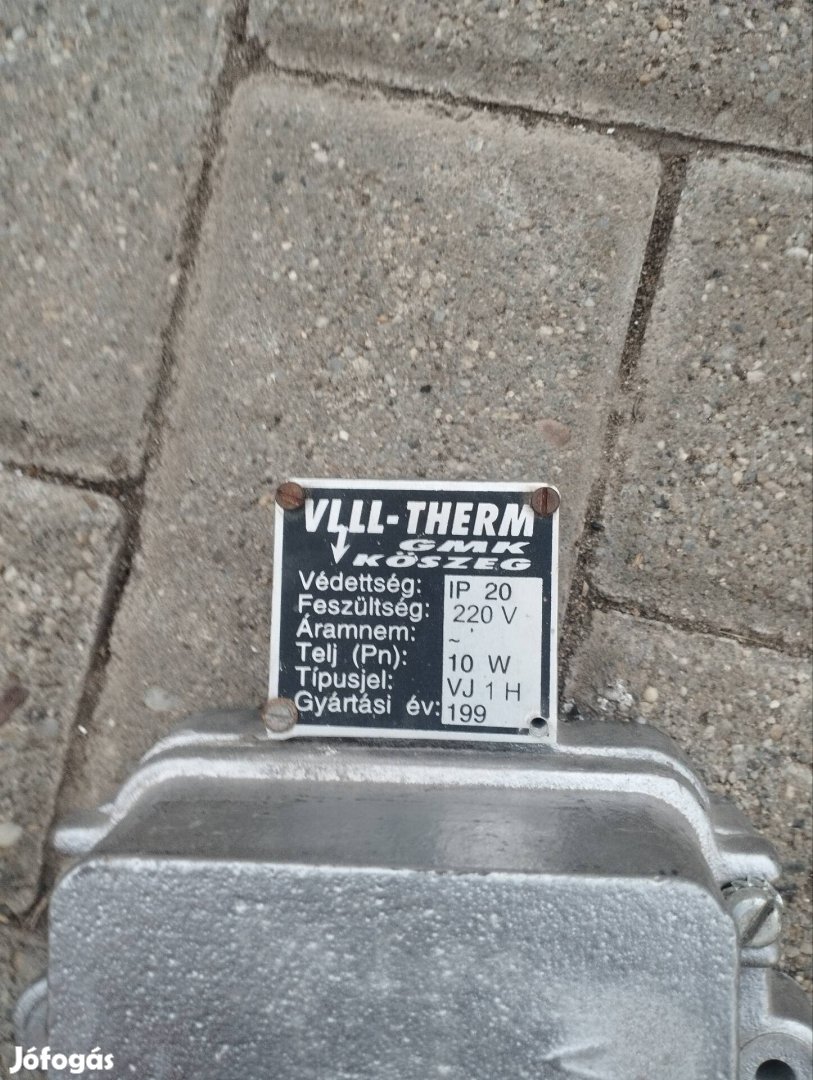 VLLL-THERM
GMK
KÖSZEG
Védettség: IP 20
Feszültség: 220 V
Áramnem: ~
Telj (Pn): 10 W
Típusjel: VJ 1 H
Gyártási év: 199
Jófogás